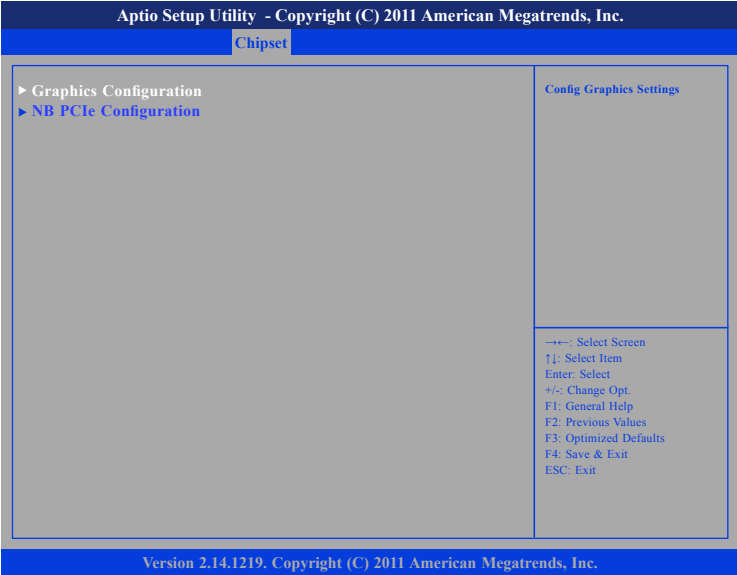 Aptio Setup Utility - Copyright (C) 2011 American Megatrends, Inc.
Chipset
▶ Graphics Configuration
▶ NB PCIe Configuration
Config Graphics Settings
→←: Select Screen
↑↓: Select Item
Enter: Select
+/-: Change Opt.
F1: General Help
F2: Previous Values
F3: Optimized Defaults
F4: Save & Exit
ESC: Exit
Version 2.14.1219. Copyright (C) 2011 American Megatrends, Inc.